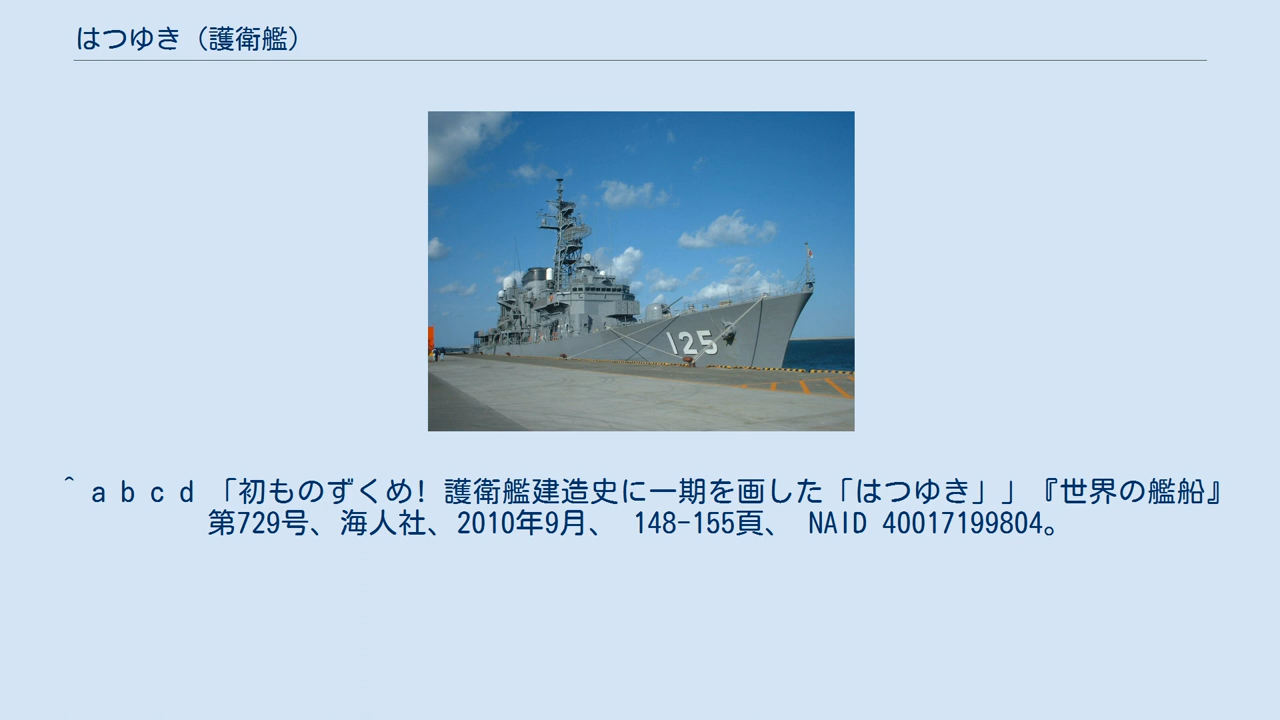 はつゆき（護衛艦）
125
^ a b c d 「初ものずくめ! 護衛艦建造史に一期を画した「はつゆき」」『世界の艦船』
第729号、海人社、2010年9月、 148-155頁、 NAID 40017199804。